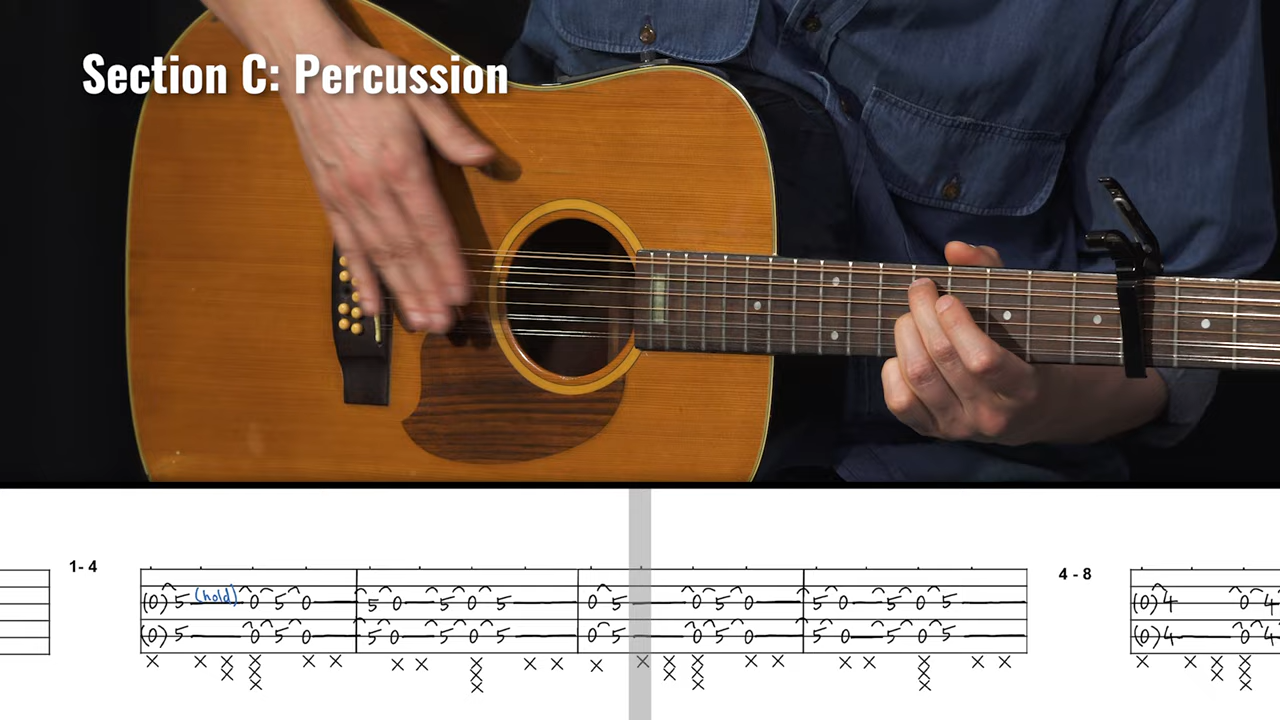 Section C: Percussion
1- 4
4 - 8
(hold)
(0) 5 0 5 0 5 0 5 0 5 0 5 0 5 0 5 0 5 0 5 (0) 4 0 4
(0) 5 0 5 0 5 0 5 0 5 0 5 0 5 0 5 0 5 0 5 (0) 4 0 4
x x x x x x x x x x x x x x x x x x x x x x x x
x x x x x x x x
x x x x x